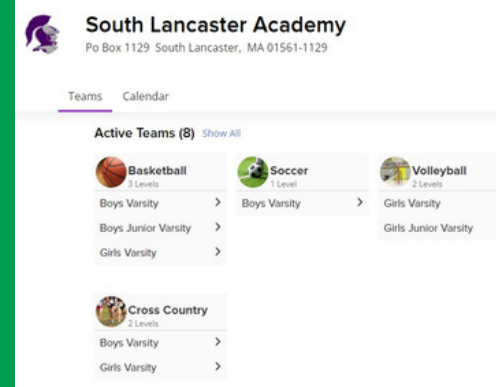 South Lancaster Academy
Po Box 1129 South Lancaster, MA 01561-1129
Teams Calendar
Active Teams (8) Show All
Basketball
3 Levels
Boys Varsity
Boys Junior Varsity
Girls Varsity
Soccer
1 Level
Boys Varsity
Volleyball
2 Levels
Girls Varsity
Girls Junior Varsity
Cross Country
2 Levels
Boys Varsity
Girls Varsity